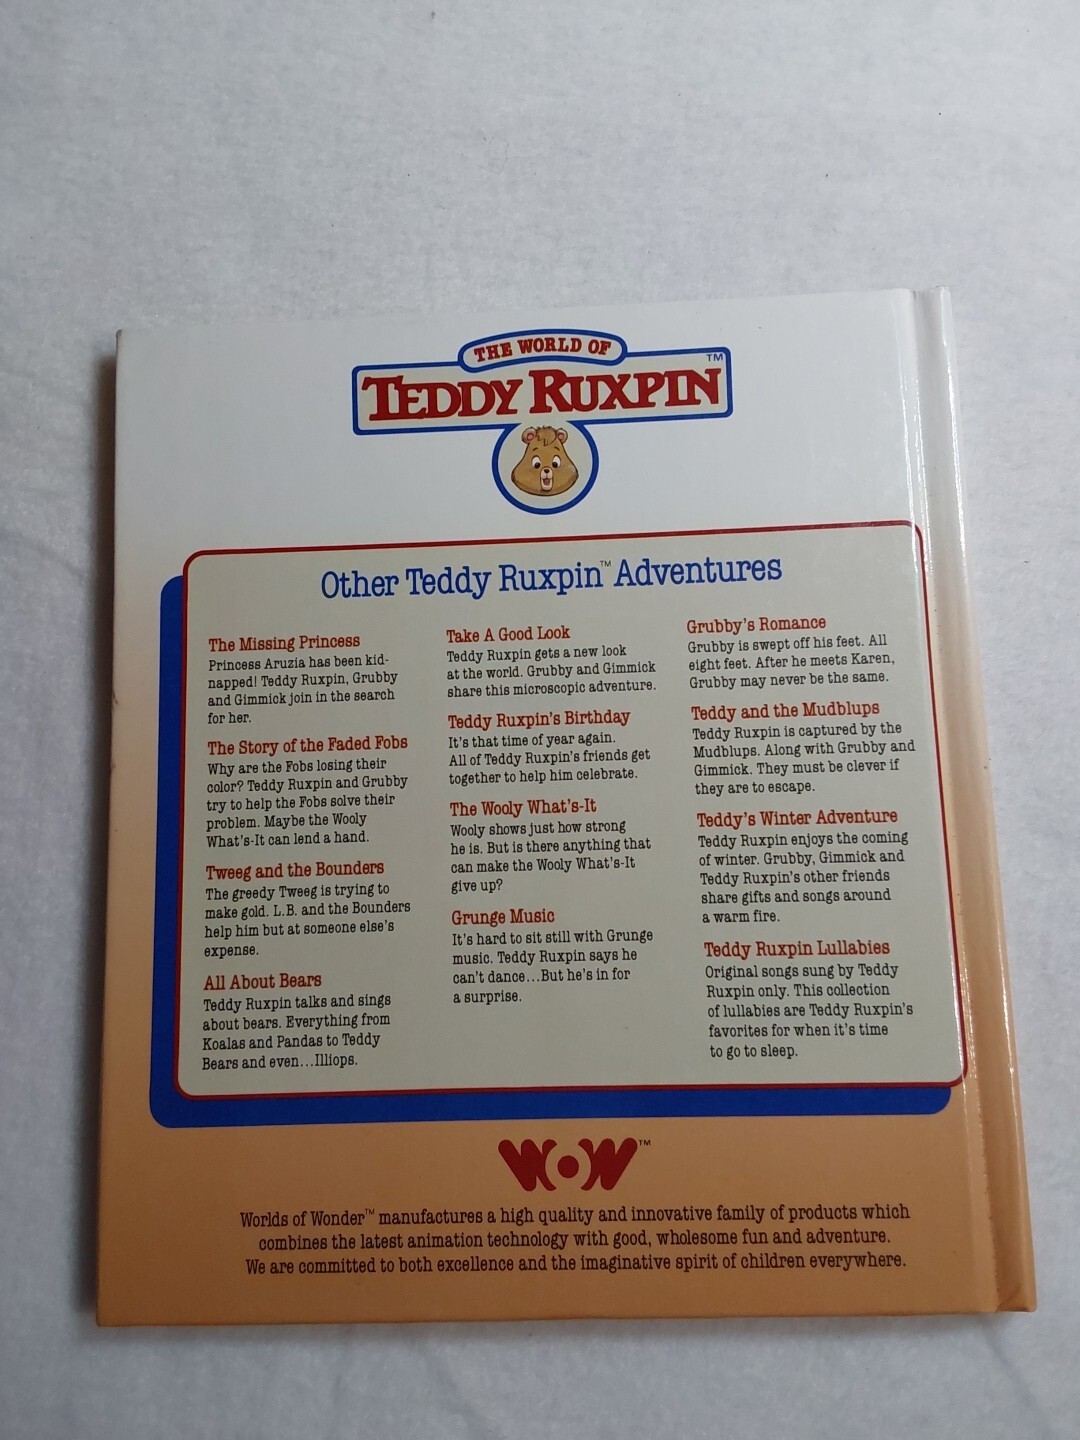 THE WORLD OF
TEDDY RUXPIN™
Other Teddy Ruxpin™ Adventures
The Missing Princess
Princess Aruzia has been kid-
napped! Teddy Ruxpin, Grubby
and Gimmick join in the search
for her.
The Story of the Faded Fobs
Why are the Fobs losing their
color? Teddy Ruxpin and Grubby
try to help the Fobs solve their
problem. Maybe the Wooly
What's-It can lend a hand.
Tweeg and the Bounders
The greedy Tweeg is trying to
make gold. L.B. and the Bounders
help him but at someone else's
expense.
All About Bears
Teddy Ruxpin talks and sings
about bears. Everything from
Koalas and Pandas to Teddy
Bears and even...Illiops.
Take A Good Look
Teddy Ruxpin gets a new look
at the world. Grubby and Gimmick
share this microscopic adventure.
Teddy Ruxpin's Birthday
It's that time of year again.
All of Teddy Ruxpin's friends get
together to help him celebrate.
The Wooly What's-It
Wooly shows just how strong
he is. But is there anything that
can make the Wooly What's-It
give up?
Grunge Music
It's hard to sit still with Grunge
music. Teddy Ruxpin says he
can't dance...But he's in for
a surprise.
Grubby's Romance
Grubby is swept off his feet. All
eight feet. After he meets Karen,
Grubby may never be the same.
Teddy and the Mudblups
Teddy Ruxpin is captured by the
Mudblups. Along with Grubby and
Gimmick. They must be clever if
they are to escape.
Teddy's Winter Adventure
Teddy Ruxpin enjoys the coming
of winter. Grubby, Gimmick and
Teddy Ruxpin's other friends
share gifts and songs around
a warm fire.
Teddy Ruxpin Lullabies
Original songs sung by Teddy
Ruxpin only. This collection
of lullabies are Teddy Ruxpin's
favorites for when it's time
to go to sleep.
WOW™
Worlds of Wonder™ manufactures a high quality and innovative family of products which
combines the latest animation technology with good, wholesome fun and adventure.
We are committed to both excellence and the imaginative spirit of children everywhere.